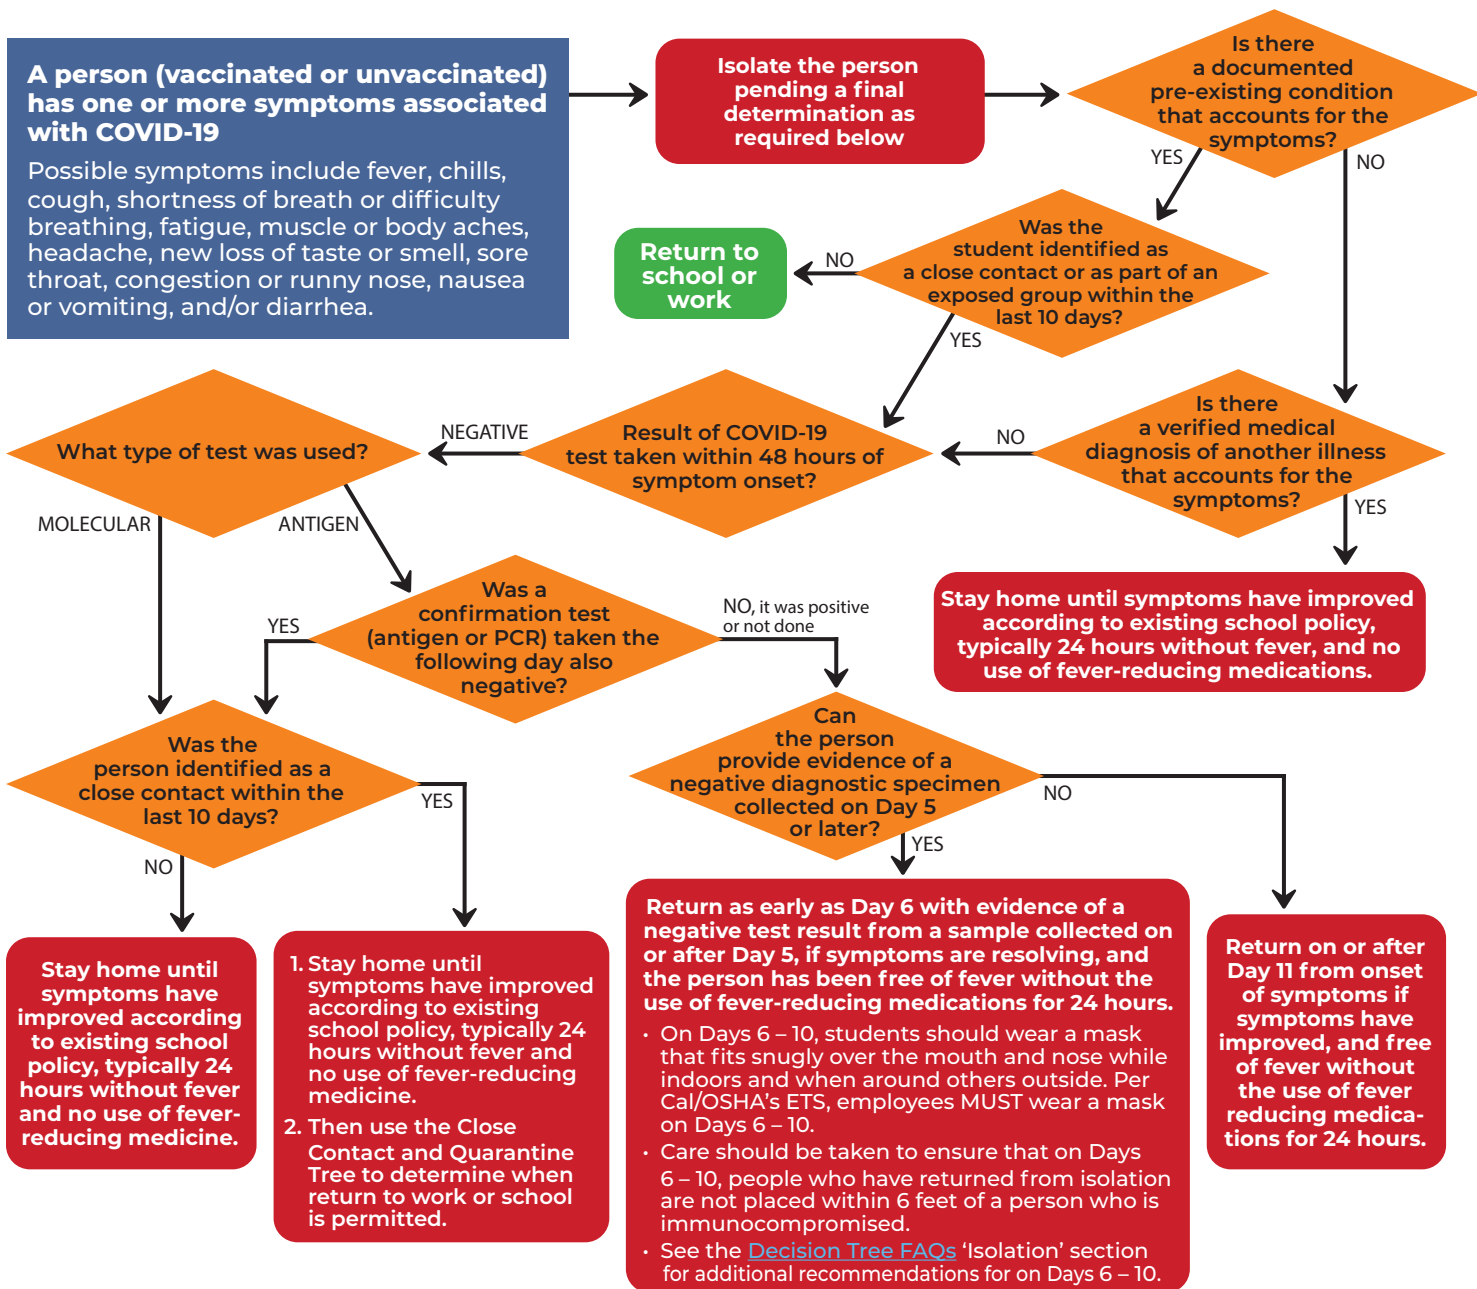 A person (vaccinated or unvaccinated)
has one or more symptoms associated
with COVID-19
Possible symptoms include fever, chills,
cough, shortness of breath or difficulty
breathing, fatigue, muscle or body aches,
headache, new loss of taste or smell, sore
throat, congestion or runny nose, nausea
or vomiting, and/or diarrhea.
Isolate the person
pending a final
determination as
required below
Is there
a documented
pre-existing condition
that accounts for the
symptoms?
YES
NO
Was the
student identified as
a close contact or as part of an
exposed group within the
last 10 days?
NO
Return to
school or
work
YES
Is there
a verified medical
diagnosis of another illness
that accounts for the
symptoms?
NO
YES
Stay home until symptoms have improved
according to existing school policy,
typically 24 hours without fever, and no
use of fever-reducing medications.
Result of COVID-19
test taken within 48 hours of
symptom onset?
NEGATIVE
What type of test was used?
MOLECULAR
ANTIGEN
Was a
confirmation test
(antigen or PCR) taken the
following day also
negative?
YES
NO, it was positive
or not done
Was the
person identified as a
close contact within the
last 10 days?
NO
YES
Can
the person
provide evidence of a
negative diagnostic specimen
collected on Day 5
or later?
YES
NO
Stay home until
symptoms have
improved according
to existing school
policy, typically 24
hours without fever
and no use of fever-
reducing medicine.
1. Stay home until
symptoms have improved
according to existing
school policy, typically 24
hours without fever and
no use of fever-reducing
medicine.
2. Then use the Close
Contact and Quarantine
Tree to determine when
return to work or school
is permitted.
Return as early as Day 6 with evidence of a
negative test result from a sample collected on
or after Day 5, if symptoms are resolving, and
the person has been free of fever without the
use of fever-reducing medications for 24 hours.
• On Days 6 – 10, students should wear a mask
that fits snugly over the mouth and nose while
indoors and when around others outside. Per
Cal/OSHA's ETS, employees MUST wear a mask
on Days 6 – 10.
• Care should be taken to ensure that on Days
6 – 10, people who have returned from isolation
are not placed within 6 feet of a person who is
immunocompromised.
• See the Decision Tree FAQs 'Isolation' section
for additional recommendations for on Days 6 – 10.
Return on or after
Day 11 from onset
of symptoms if
symptoms have
improved, and free
of fever without
the use of fever
reducing medica-
tions for 24 hours.